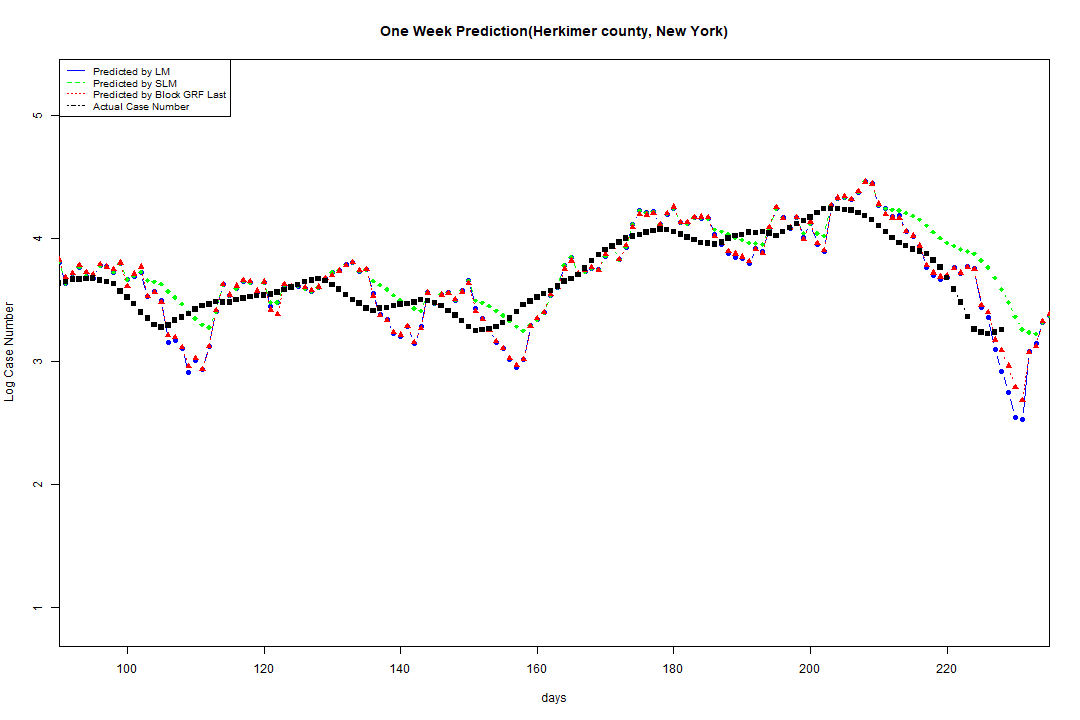 One Week Prediction(Herkimer county, New York)
Predicted by LM
Predicted by SLM
Predicted by Block GRF Last
Actual Case Number
5
4
3
2
1
Log Case Number
100 120 140 160 180 200 220
days